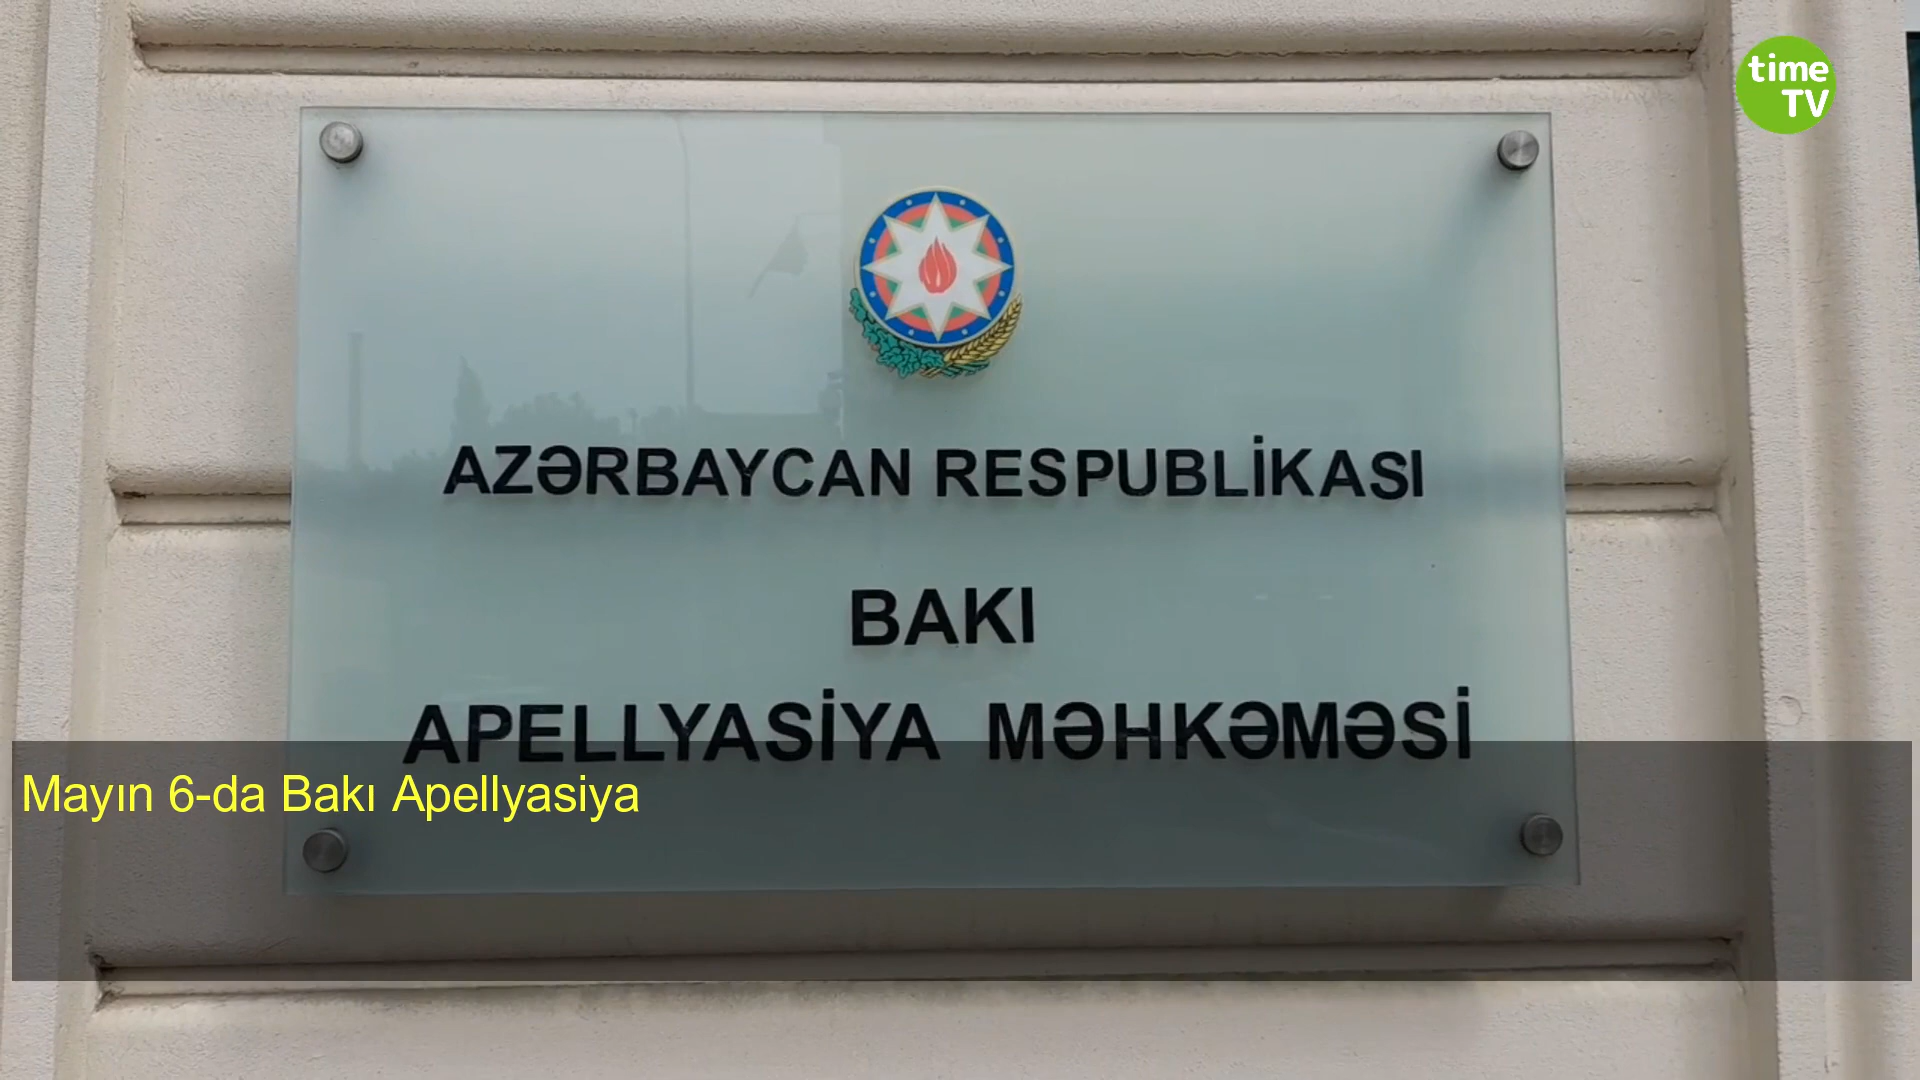 time
TV
AZƏRBAYCAN RESPUBLİKASI
BAKI
APELLYASİYA MƏHKƏMƏSİ
Mayın 6-da Bakı Apellyasiya